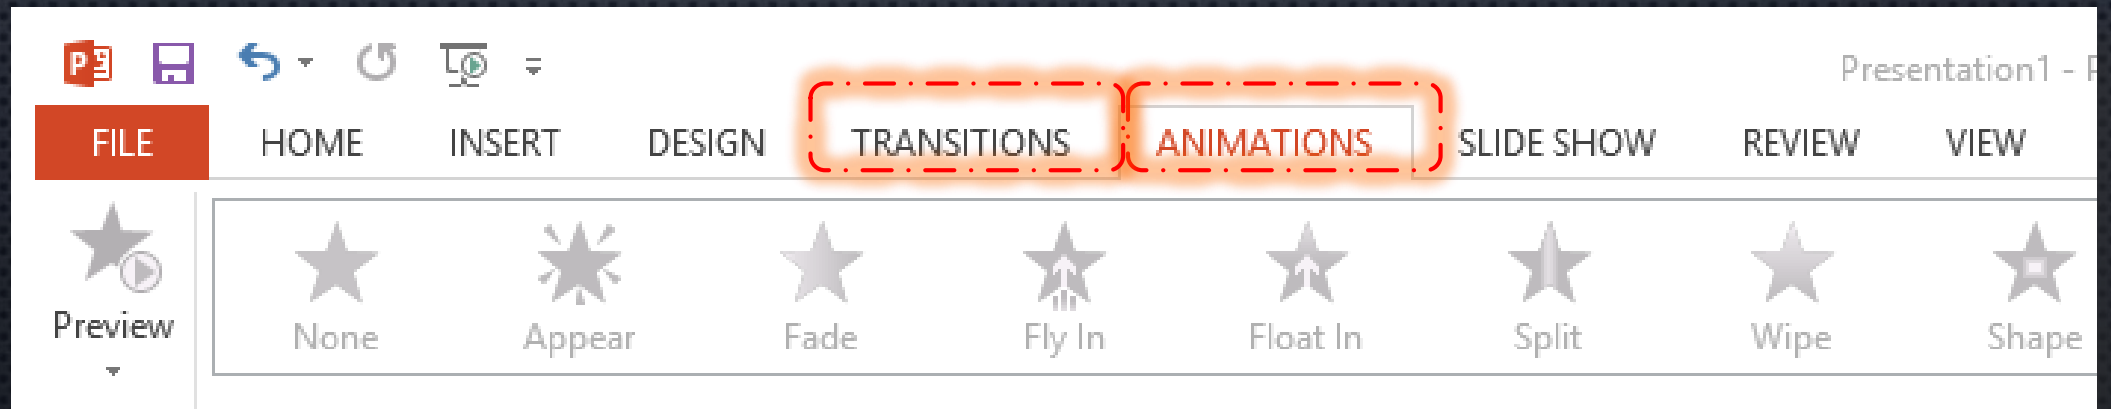 Presentation1 -
FILE HOME INSERT DESIGN TRANSITIONS ANIMATIONS SLIDE SHOW REVIEW VIEW
Preview None Appear Fade Fly In Float In Split Wipe Shape